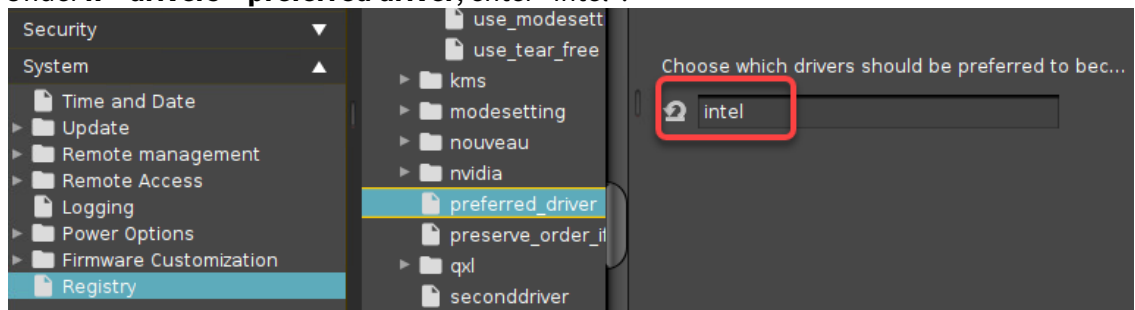 Security
System
Time and Date
Update
Remote management
Remote Access
Logging
Power Options
Firmware Customization
Registry
use_modesett
use_tear_free
kms
modesetting
nouveau
nvidia
preferred_driver
preserve_order_if
qxl
seconddriver
Choose which drivers should be preferred to bec...
intel